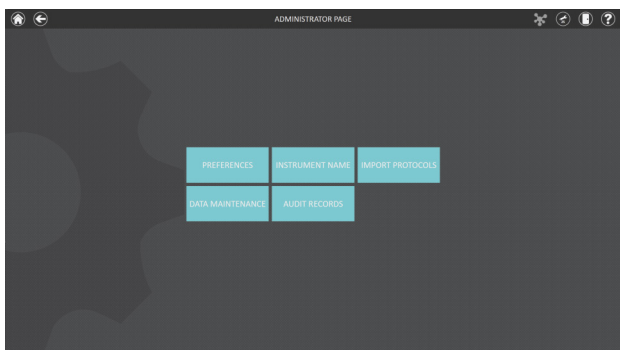 ADMINISTRATOR PAGE
?
PREFERENCES INSTRUMENT NAME IMPORT PROTOCOLS
DATA MAINTENANCE AUDIT RECORDS